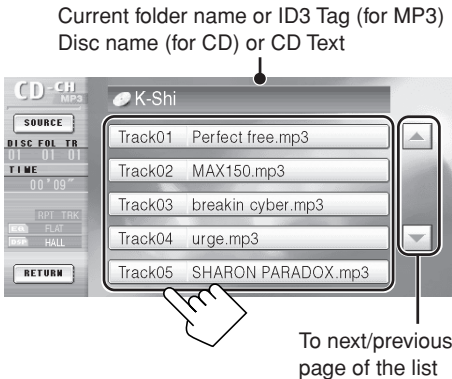 Current folder name or ID3 Tag (for MP3)
Disc name (for CD) or CD Text
CD-CH
MP3
K-Shi
SOURCE
DISC FOL TR
01 01 01
TIME
00'09"
RPT TRK
EQ FLAT
DSP HALL
RETURN
Track01 Perfect free.mp3
Track02 MAX150.mp3
Track03 breakin cyber.mp3
Track04 urge.mp3
Track05 SHARON PARADOX.mp3
To next/previous
page of the list